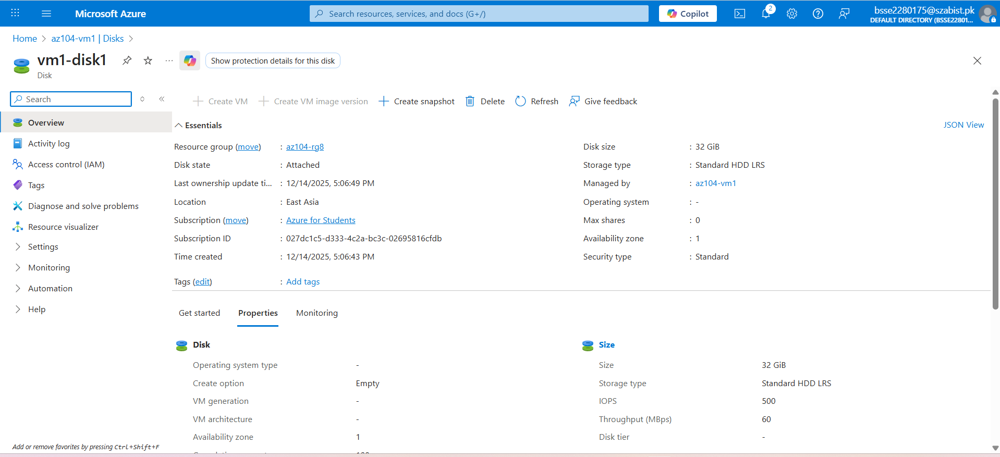 Microsoft Azure
Search resources, services, and docs (G+/)
Copilot
2
bsse2280175@szabist.pk
DEFAULT DIRECTORY (BSSE22801...
Home > az104-vm1 | Disks >
vm1-disk1
Show protection details for this disk
Disk
Search
Create VM
Create VM image version
Create snapshot
Delete
Refresh
Give feedback
Overview
Activity log
Access control (IAM)
Tags
Diagnose and solve problems
Resource visualizer
Settings
Monitoring
Automation
Help
Add or remove favorites by pressing Ctrl+Shift+F
Essentials
JSON View
Resource group (move) : az104-rg8
Disk state : Attached
Last ownership update ti... : 12/14/2025, 5:06:49 PM
Location : East Asia
Subscription (move) : Azure for Students
Subscription ID : 027dc1c5-d333-4c2a-bc3c-02695816cfdb
Time created : 12/14/2025, 5:06:43 PM
Disk size : 32 GiB
Storage type : Standard HDD LRS
Managed by : az104-vm1
Operating system : -
Max shares : 0
Availability zone : 1
Security type : Standard
Tags (edit) : Add tags
Get started
Properties
Monitoring
Disk
Operating system type -
Create option Empty
VM generation -
VM architecture -
Availability zone 1
Size
Size 32 GiB
Storage type Standard HDD LRS
IOPS 500
Throughput (MBps) 60
Disk tier -